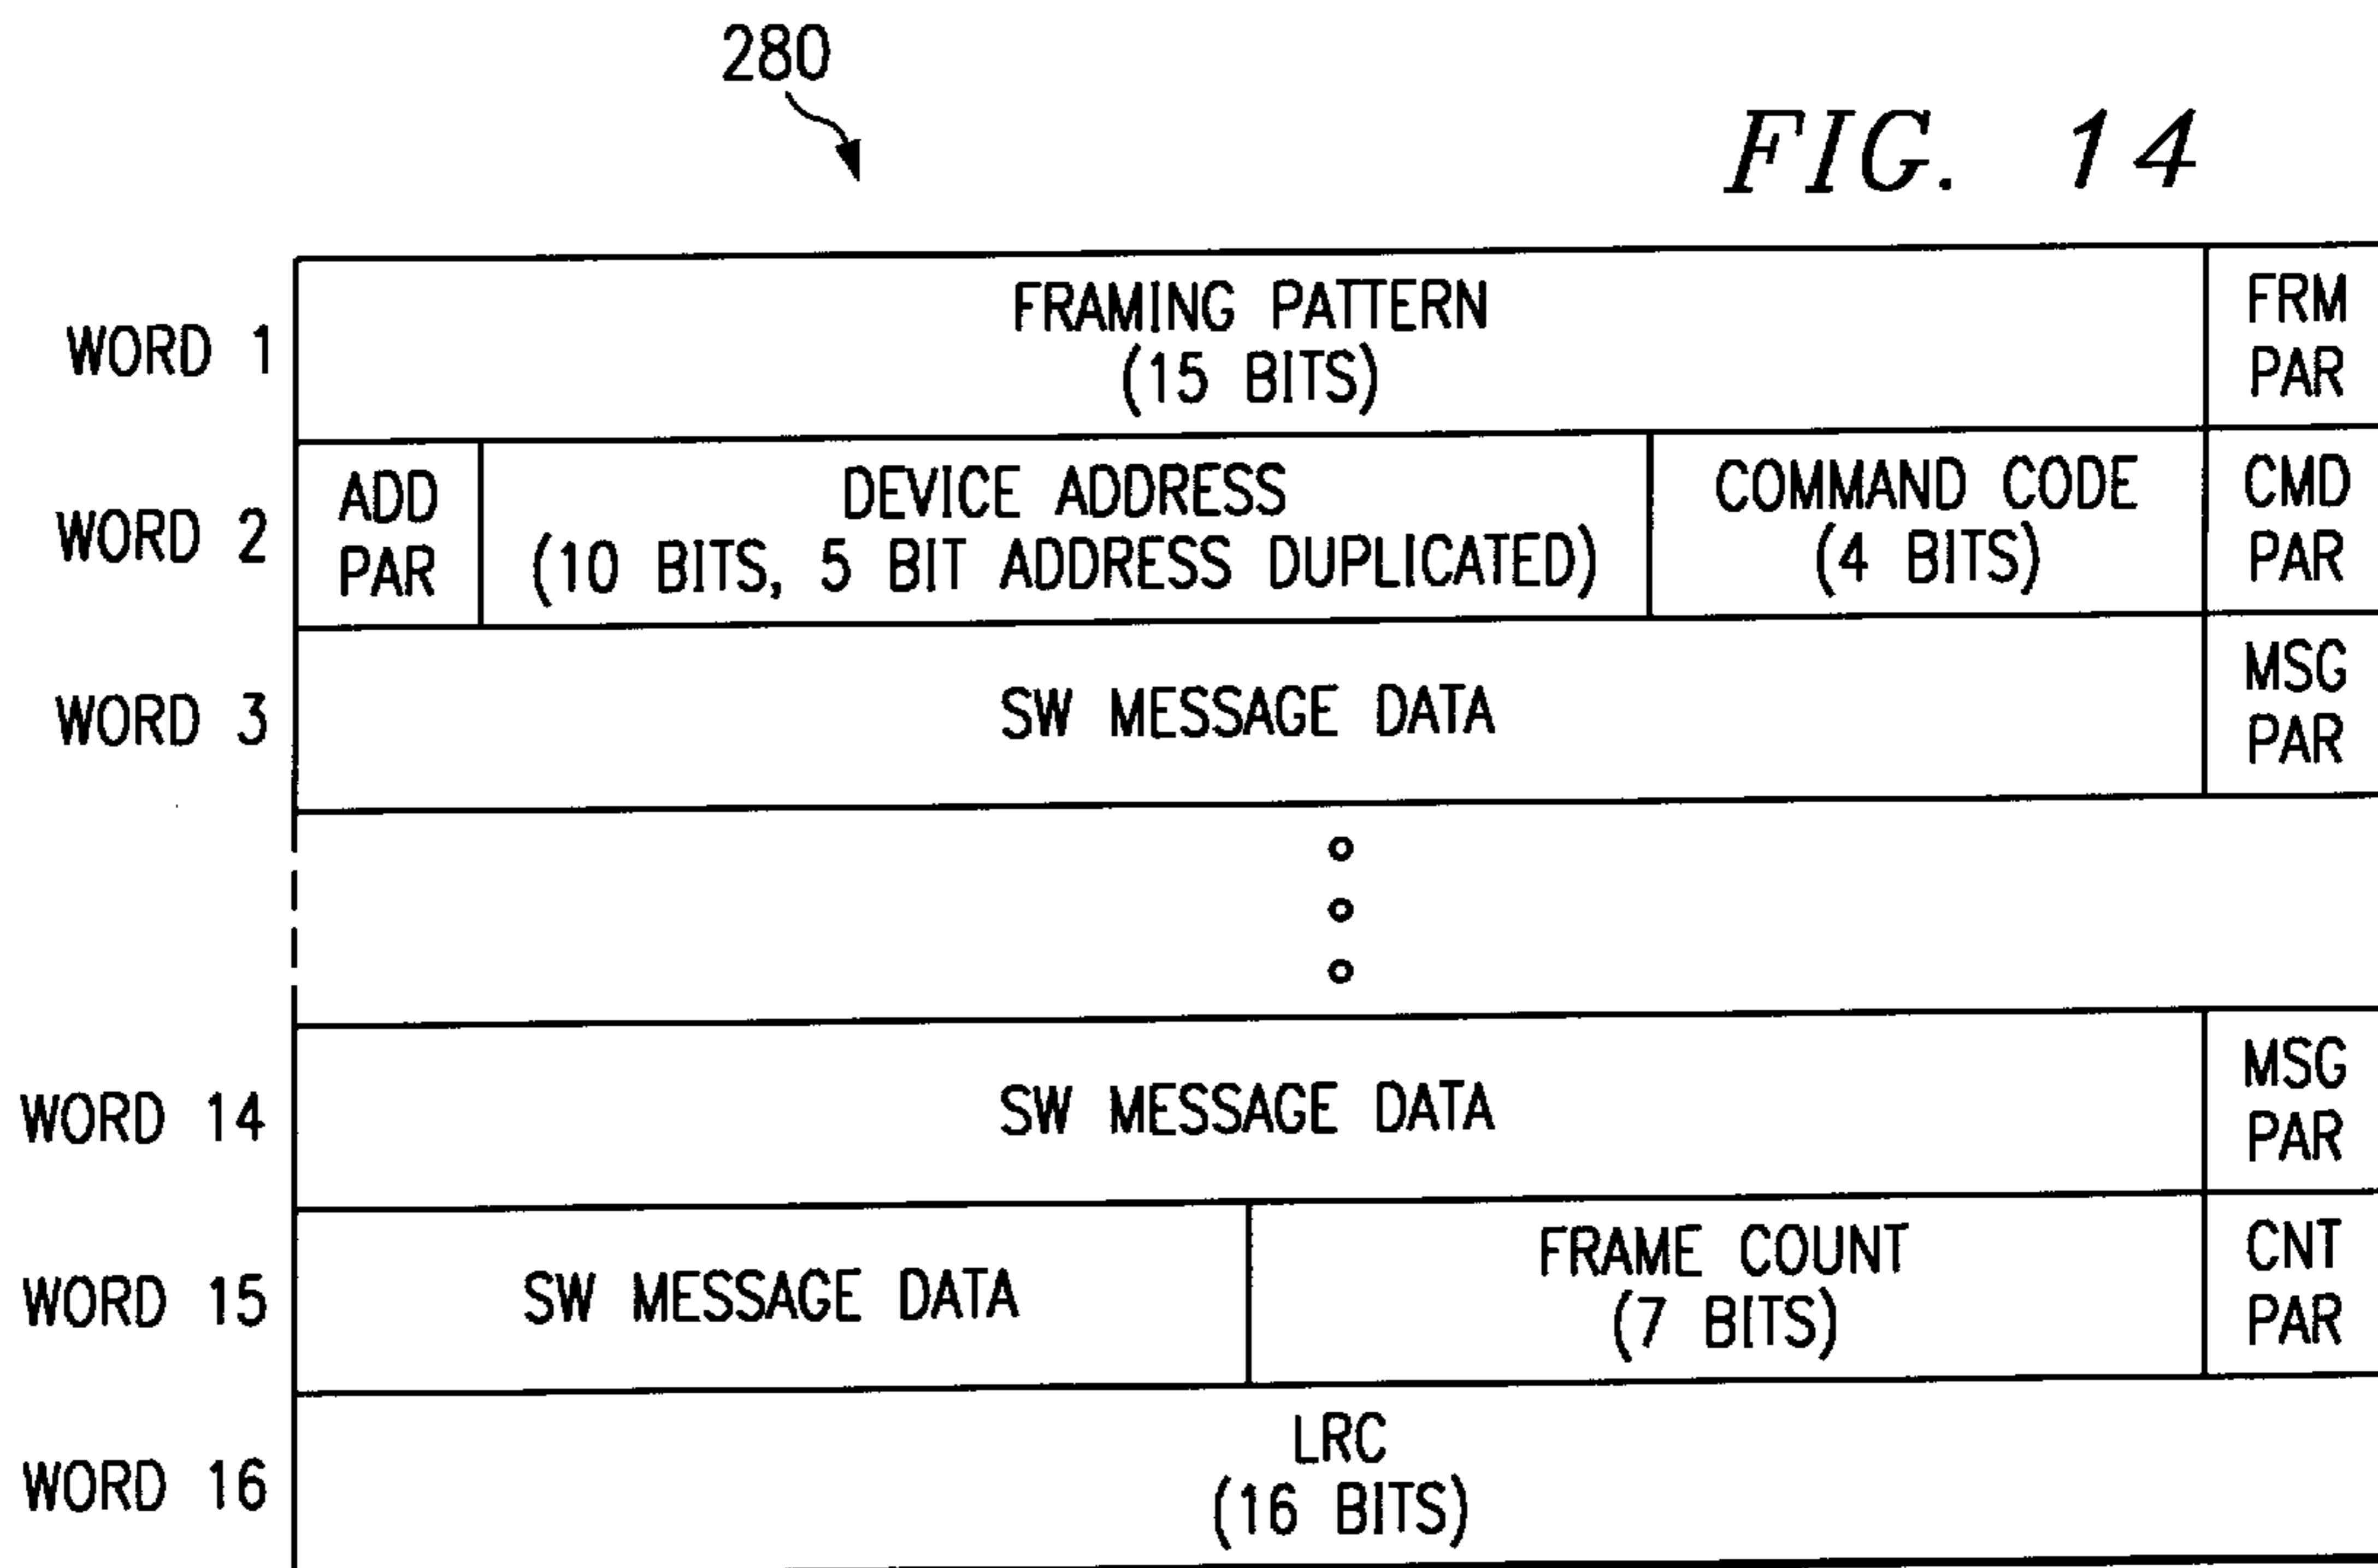 280
FIG. 14
WORD 1
FRAMING PATTERN
(15 BITS)
FRM
PAR
WORD 2
ADD
PAR
DEVICE ADDRESS
(10 BITS, 5 BIT ADDRESS DUPLICATED)
COMMAND CODE
(4 BITS)
CMD
PAR
WORD 3
SW MESSAGE DATA
MSG
PAR
WORD 14
SW MESSAGE DATA
MSG
PAR
WORD 15
SW MESSAGE DATA
FRAME COUNT
(7 BITS)
CNT
PAR
WORD 16
LRC
(16 BITS)